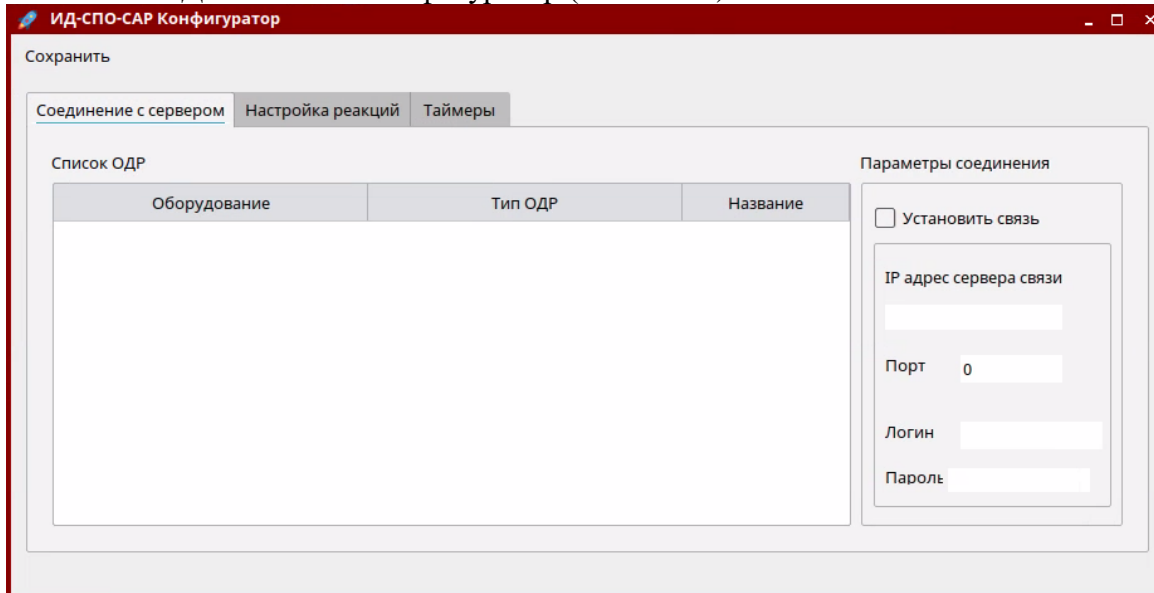 ИД-СПО-САР Конфигуратор
Сохранить
Соединение с сервером Настройка реакций Таймеры
Список ОДР
Параметры соединения
Оборудование Тип ОДР Название
Установить связь
IP адрес сервера связи
Порт 0
Логин
Пароль